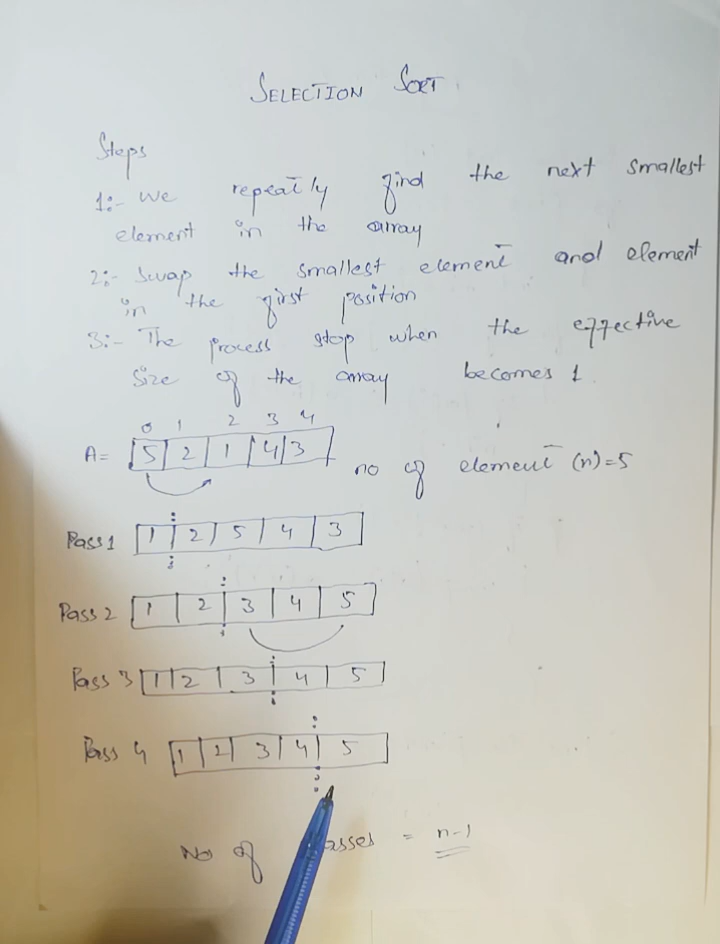 SELECTION SORT
Steps
1:- we repeatily find the next smallest
element in the array
2:- Swap the smallest element and element
in the first position
3:- The process stop when the effective
size of the array becomes 1
0 1 2 3 4
A= 5 2 1 4 3
no of element (n)=5
Pass 1 1 2 5 4 3
Pass 2 1 2 3 4 5
Pass 3 1 2 3 4 5
Pass 4 1 2 3 4 5
No of passes = n-1